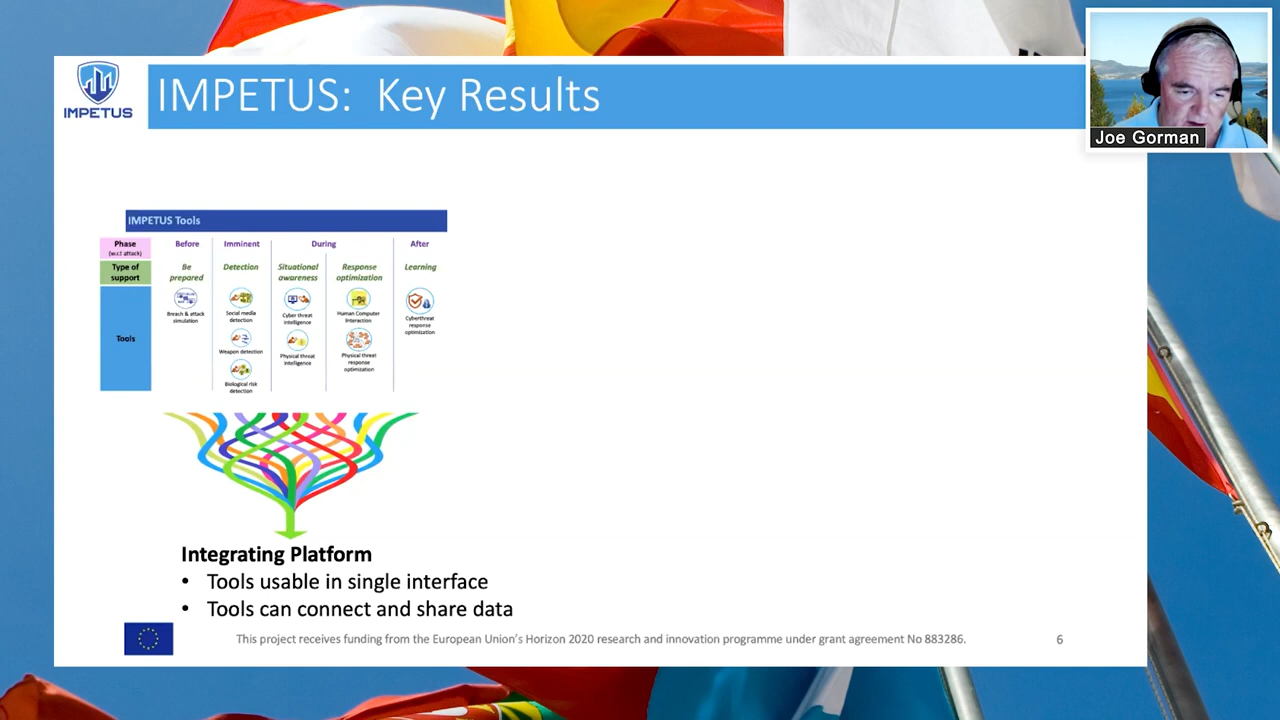 IMPETUS: Key Results
IMPETUS
Joe Gorman
IMPETUS Tools
Phase
(w.r.t attack)
Before
Imminent
During
After
Type of
support
Be
prepared
Detection
Situational
awareness
Response
optimization
Learning
Tools
Breach & attack
simulation
Social media
detection
Weapon detection
Biological risk
detection
Cyber threat
intelligence
Physical threat
intelligence
Human Computer
Interaction
Physical threat
response
optimization
Cyberthreat
response
optimization
Integrating Platform
• Tools usable in single interface
• Tools can connect and share data
This project receives funding from the European Union's Horizon 2020 research and innovation programme under grant agreement No 883286.
6